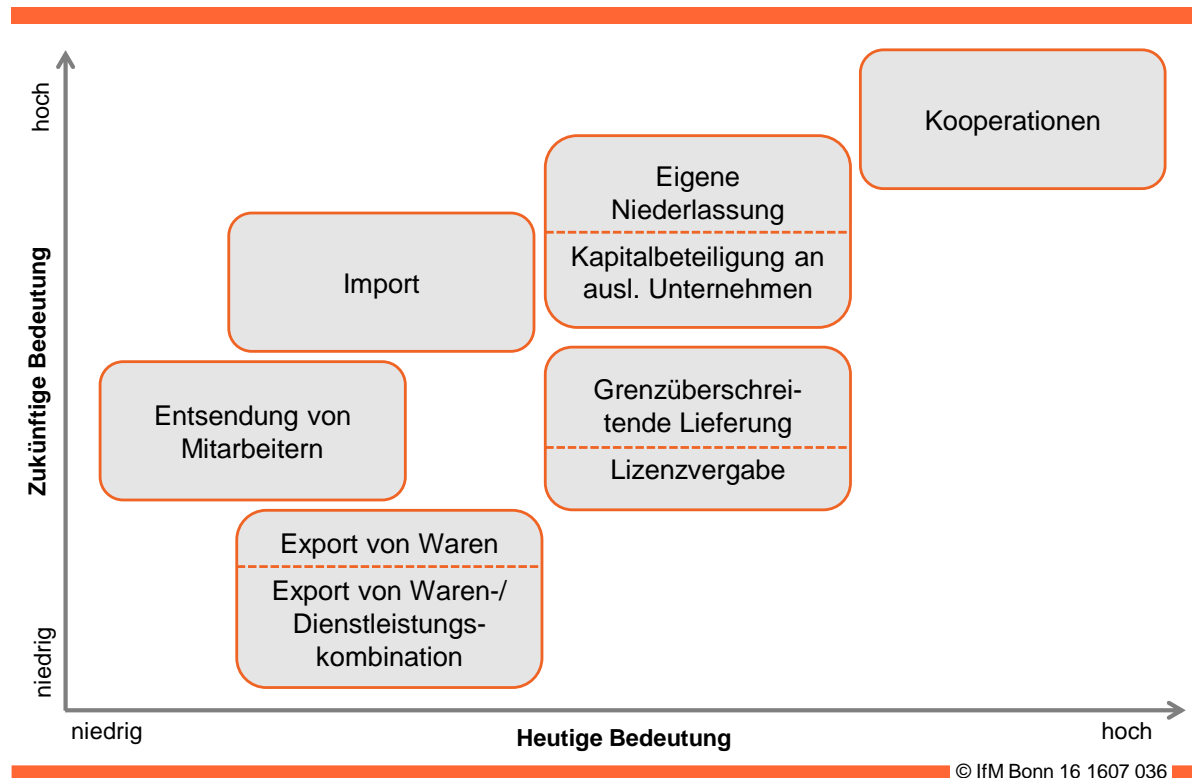 hoch
Zukünftige Bedeutung
niedrig
Kooperationen
Eigene
Niederlassung
Kapitalbeteiligung an
ausl. Unternehmen
Import
Grenzüberschrei-
tende Lieferung
Lizenzvergabe
Entsendung von
Mitarbeitern
Export von Waren
Export von Waren-/
Dienstleistungs-
kombination
niedrig
Heutige Bedeutung
hoch
© IfM Bonn 16 1607 036